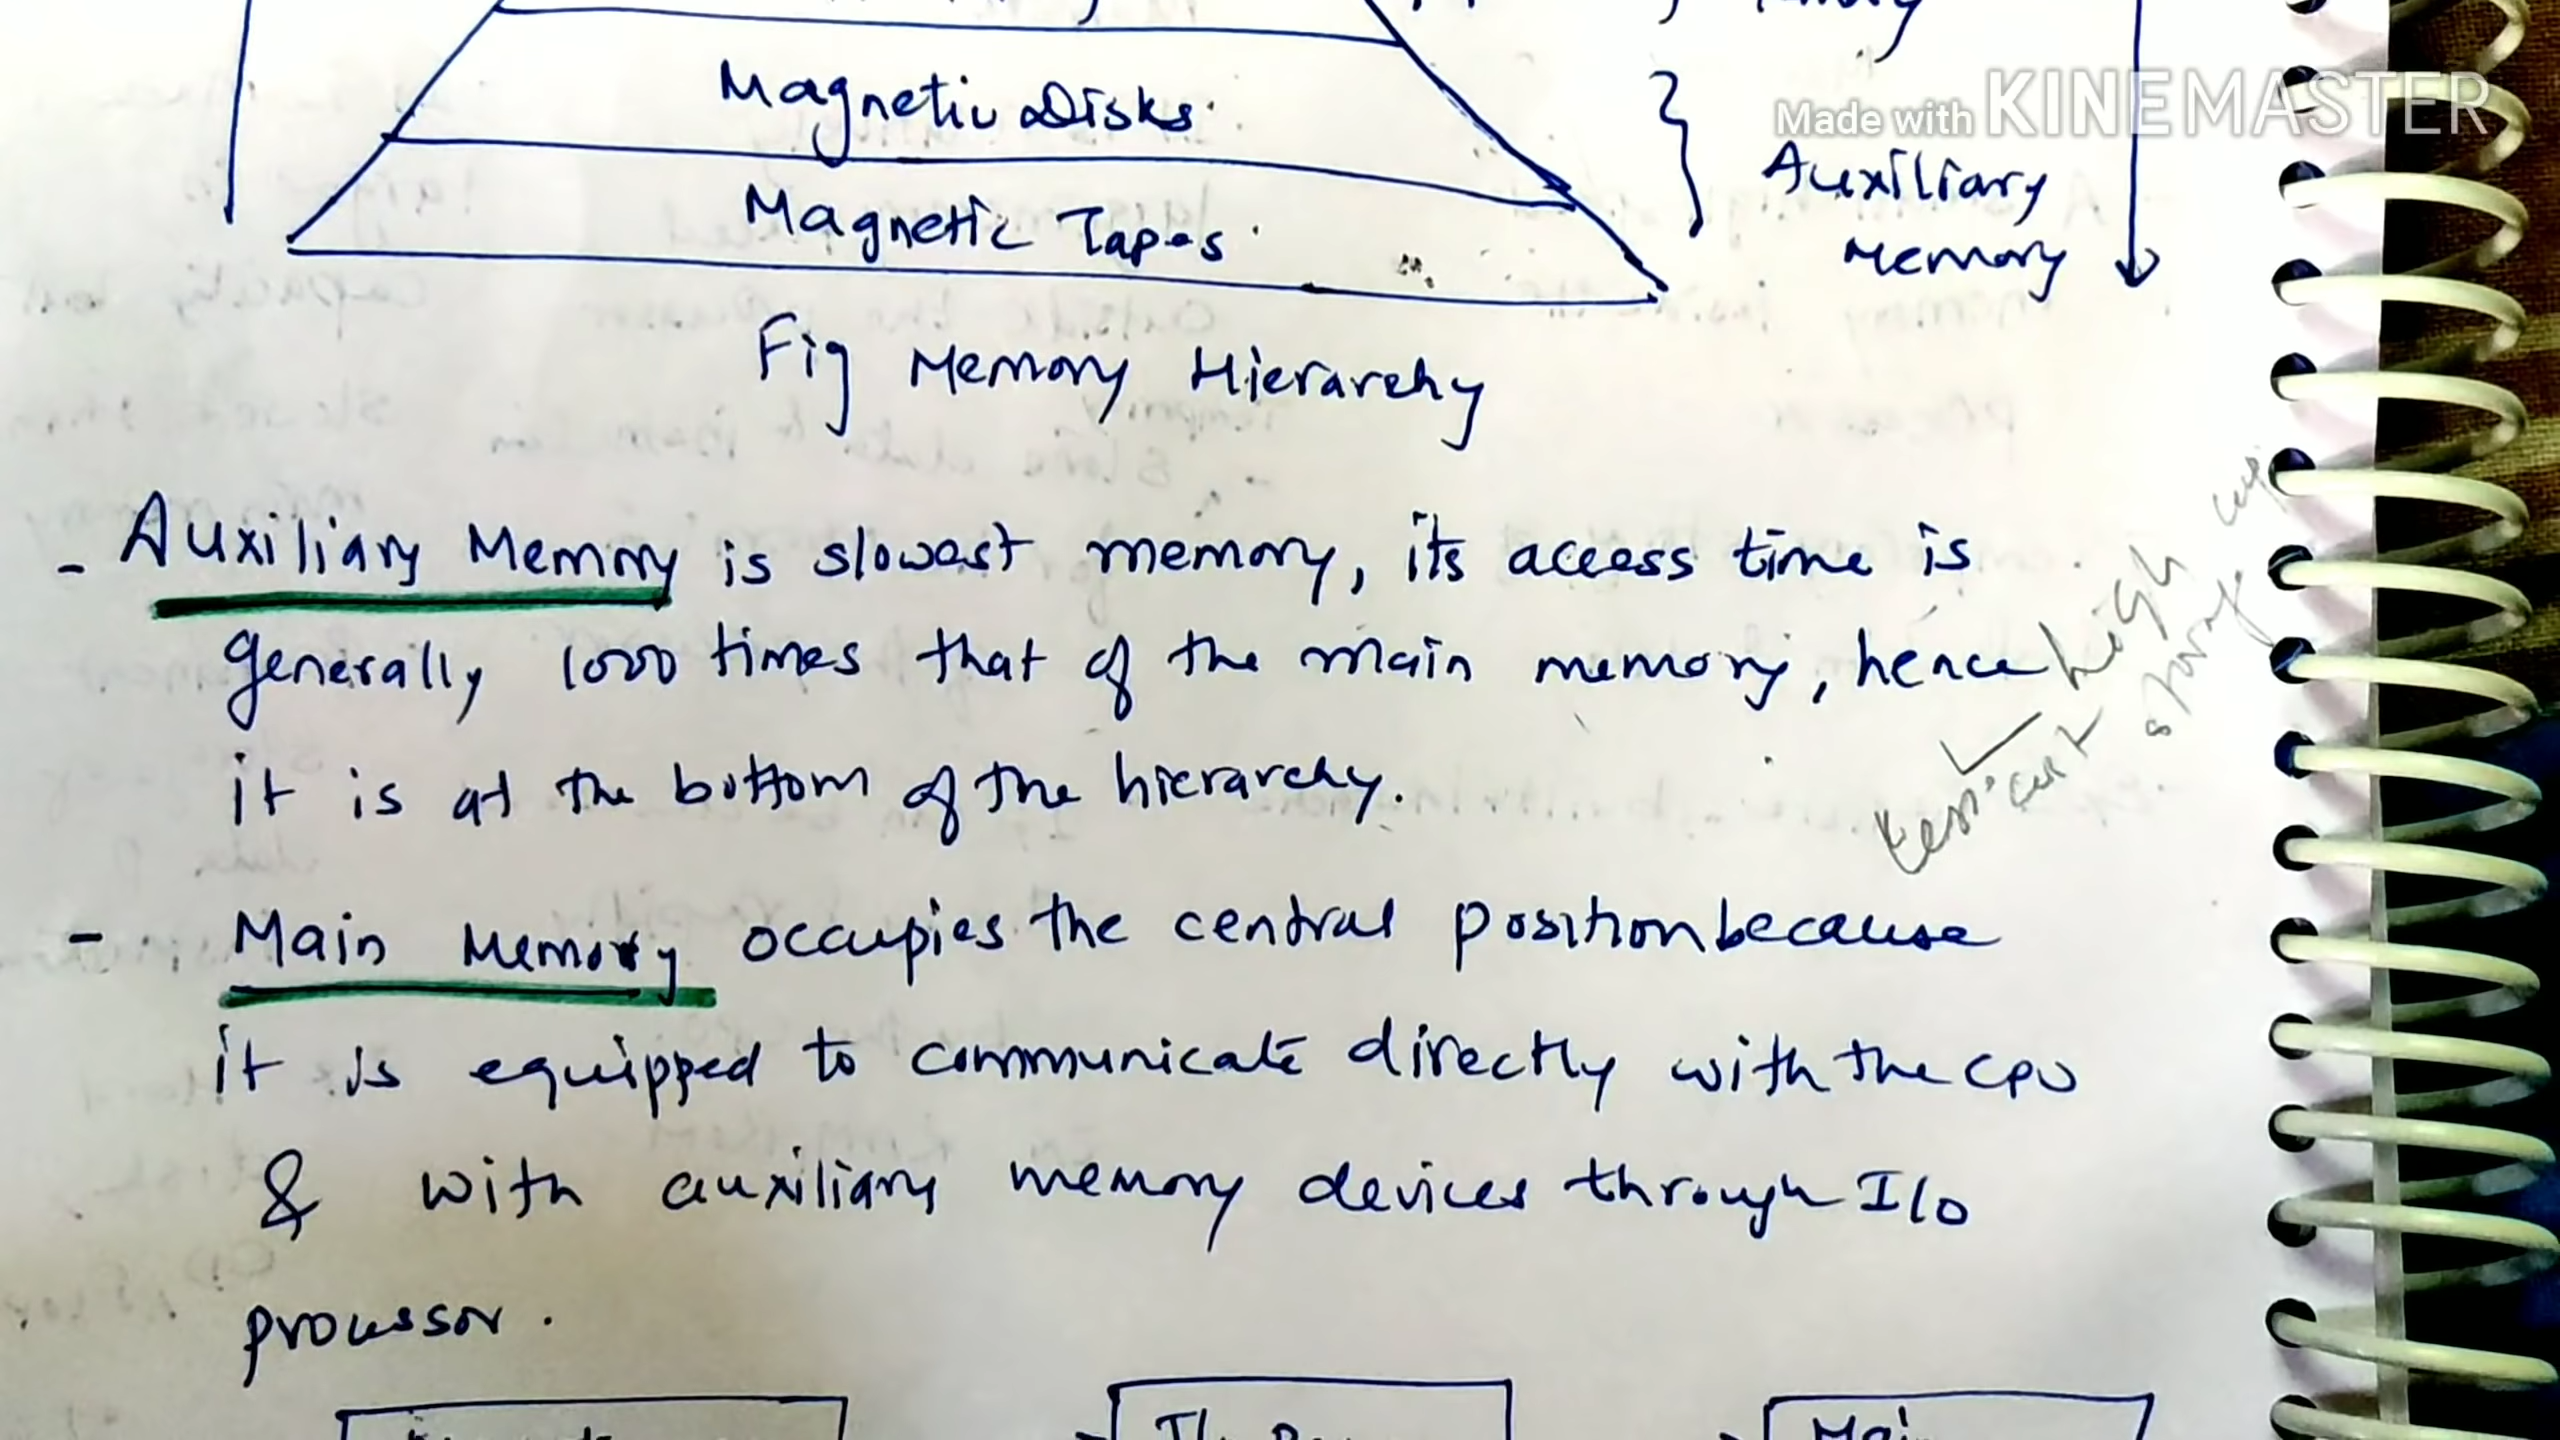 Made with KINEMASTER
Magnetic Disks.
Magnetic Tapes.
Auxiliary
Memory
Fig Memory Hierarchy
- Auxiliary Memory is slowest memory, its access time is
generally 1000 times that of the main memory, hence
it is at the bottom of the hierarchy.
high
storage
- Main Memory occupies the central position because
it is equipped to communicate directly with the CPU
& with auxiliary memory devices through I/O
processor.
Main